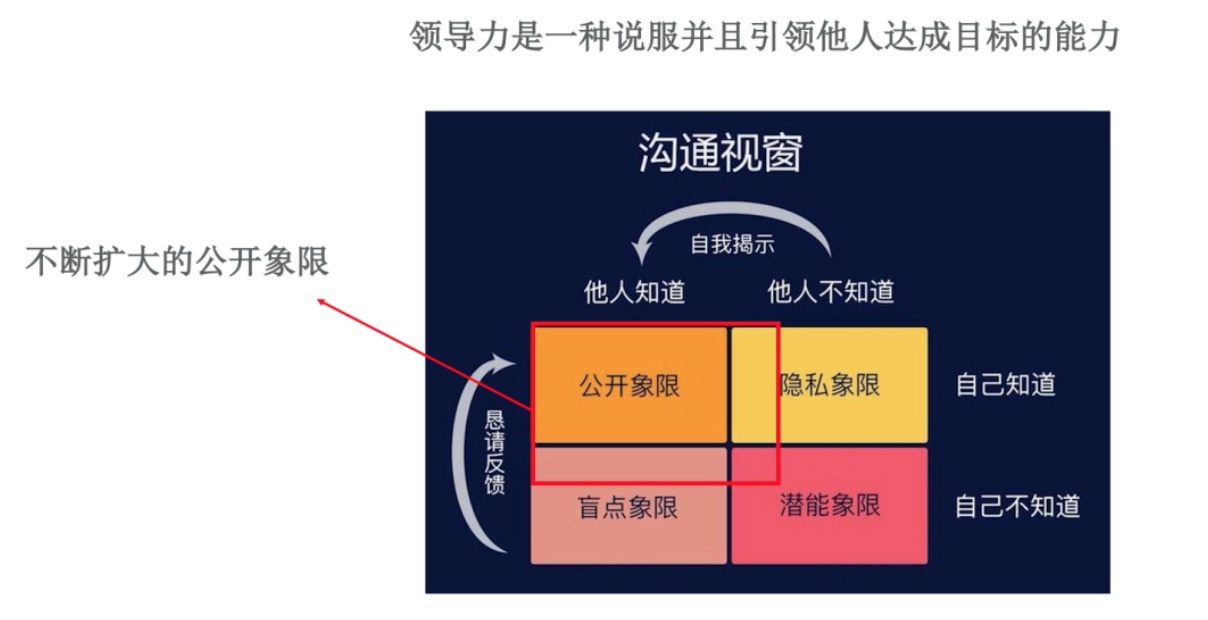 领导力是一种说服并且引领他人达成目标的能力
沟通视窗
自我揭示
不断扩大的公开象限
他人知道
他人不知道
公开象限
隐私象限
自己知道
恳请反馈
盲点象限
潜能象限
自己不知道